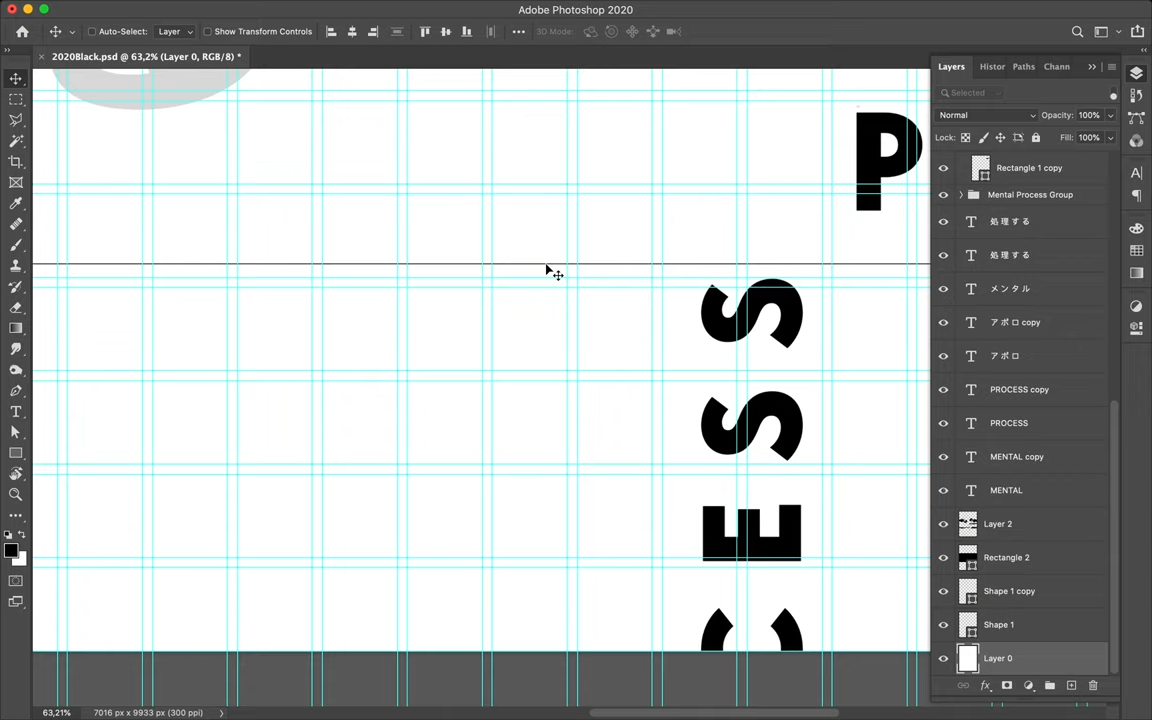 Adobe Photoshop 2020
Auto-Select: Layer Show Transform Controls 3D Mode:
2020Black.psd @ 63,2% (Layer 0, RGB/8) *
Layers Histor Paths Chann
Selected
Normal Opacity: 100%
Lock: Fill: 100%
Rectangle 1 copy
Mental Process Group
処理する
処理する
メンタル
アポロ copy
アポロ
PROCESS copy
PROCESS
MENTAL copy
MENTAL
Layer 2
Rectangle 2
Shape 1 copy
Shape 1
Layer 0
P
S
S
E
C
63,21% 7016 px x 9933 px (300 ppi)